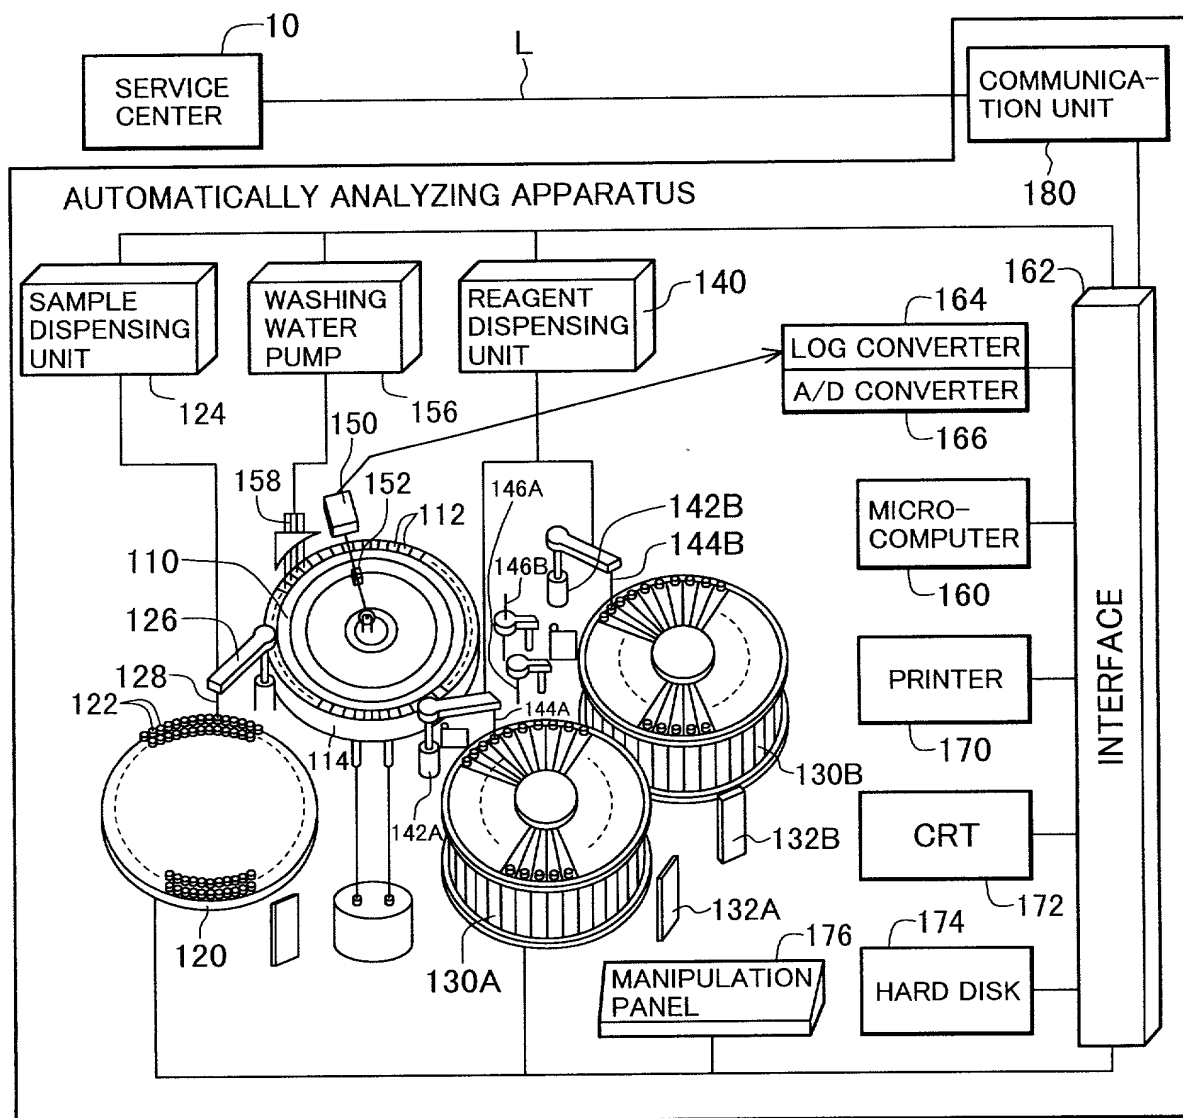 10
L
SERVICE
CENTER
COMMUNICA-
TION UNIT
180
AUTOMATICALLY ANALYZING APPARATUS
SAMPLE
DISPENSING
UNIT
124
WASHING
WATER
PUMP
156
REAGENT
DISPENSING
UNIT
140
162
164
LOG CONVERTER
A/D CONVERTER
166
150
158
152
112
146A
142B
144B
146B
110
126
128
122
114
144A
142A
MICRO-
COMPUTER
160
INTERFACE
PRINTER
170
130B
132B
CRT
172
120
130A
132A
176
MANIPULATION
PANEL
174
HARD DISK